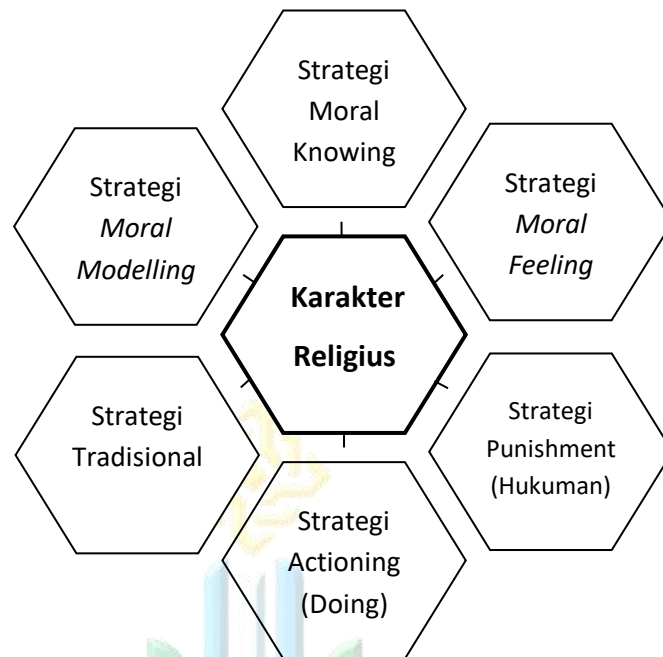 Strategi
Moral
Knowing
Strategi
Moral
Modelling
Strategi
Moral
Feeling
Karakter
Religius
Strategi
Tradisional
Strategi
Punishment
(Hukuman)
Strategi
Actioning
(Doing)